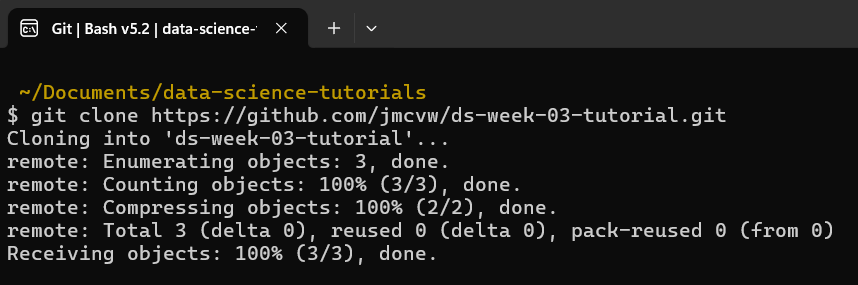 Git | Bash v5.2 | data-science-
~/Documents/data-science-tutorials
$ git clone https://github.com/jmcvw/ds-week-03-tutorial.git
Cloning into 'ds-week-03-tutorial'...
remote: Enumerating objects: 3, done.
remote: Counting objects: 100% (3/3), done.
remote: Compressing objects: 100% (2/2), done.
remote: Total 3 (delta 0), reused 0 (delta 0), pack-reused 0 (from 0)
Receiving objects: 100% (3/3), done.